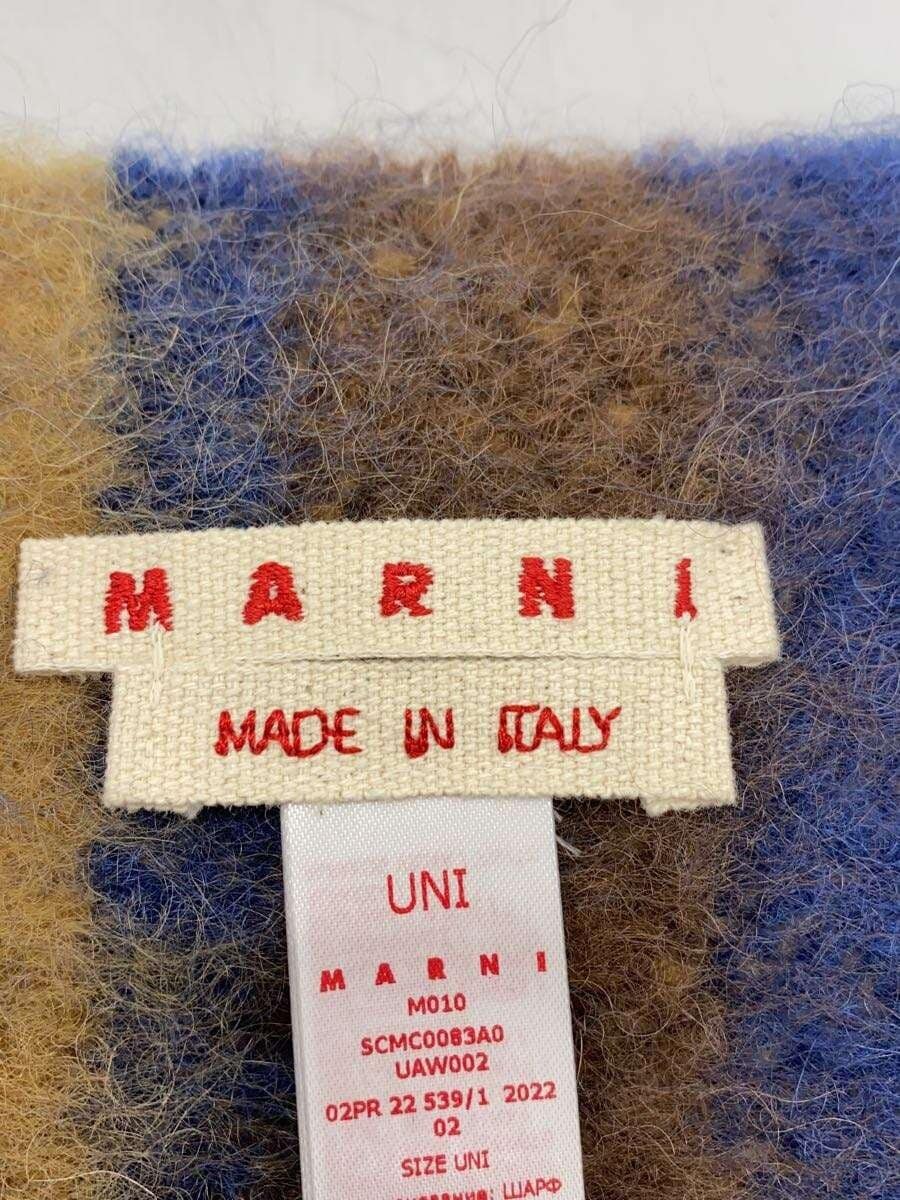 MARNI
MADE IN ITALY
UNI
MARNI
M010
SCMC0083A0
UAW002
02PR 22 539/1 2022
02
SIZE UNI
ШАРФ